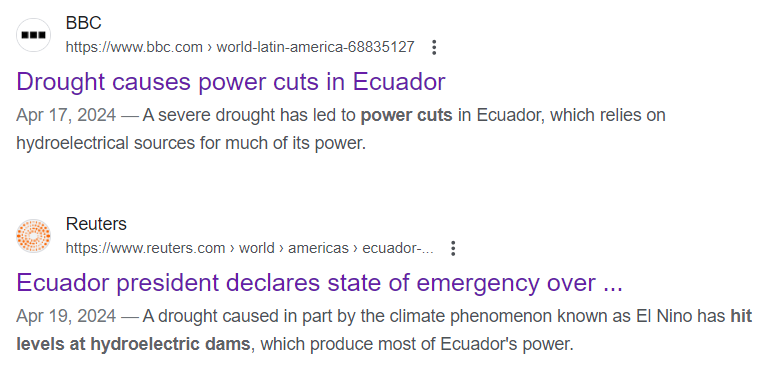 BBC
https://www.bbc.com › world-latin-america-68835127
Drought causes power cuts in Ecuador
Apr 17, 2024 — A severe drought has led to power cuts in Ecuador, which relies on
hydroelectrical sources for much of its power.
Reuters
https://www.reuters.com › world › americas › ecuador-...
Ecuador president declares state of emergency over ...
Apr 19, 2024 — A drought caused in part by the climate phenomenon known as El Nino has hit
levels at hydroelectric dams, which produce most of Ecuador's power.